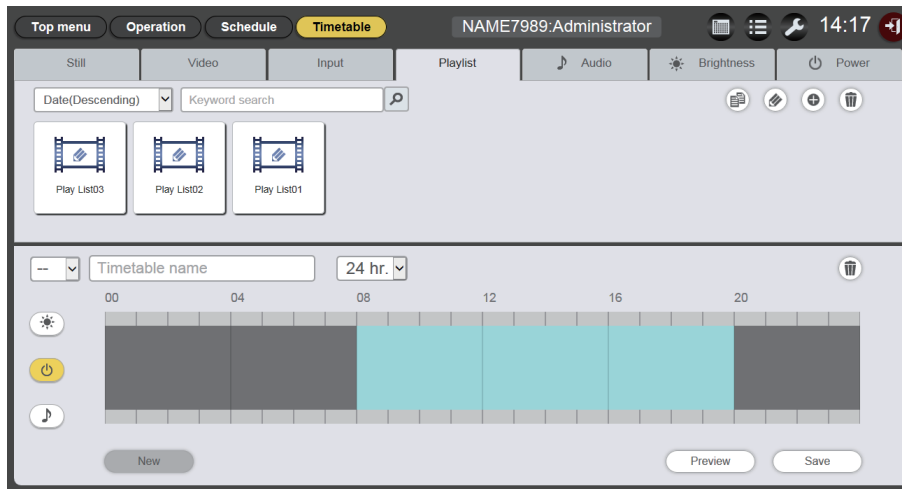 Top menu Operation Schedule Timetable NAME7989:Administrator 14:17
Still Video Input Playlist Audio Brightness Power
Date(Descending) Keyword search
Play List03 Play List02 Play List01
-- Timetable name 24 hr.
00 04 08 12 16 20
New Preview Save